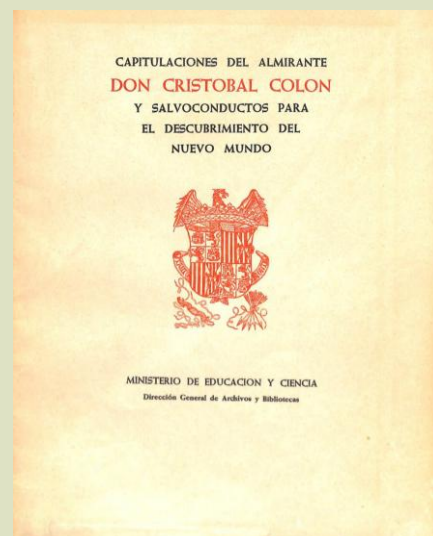 CAPITULACIONES DEL ALMIRANTE
DON CRISTOBAL COLON
Y SALVOCONDUCTOS PARA
EL DESCUBRIMIENTO DEL
NUEVO MUNDO
MINISTERIO DE EDUCACION Y CIENCIA
Dirección General de Archivos y Bibliotecas